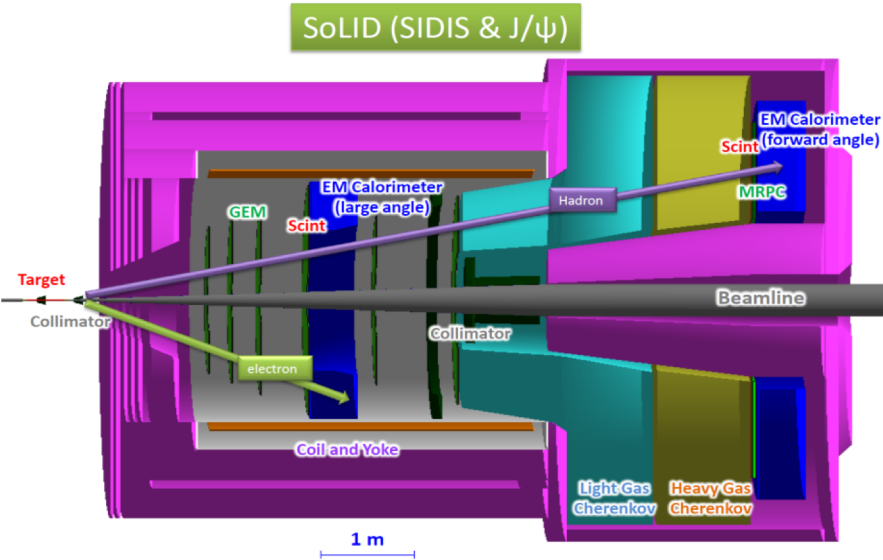 SoLID (SIDIS & J/ψ)
EM Calorimeter
(forward angle)
Scint
MRPC
EM Calorimeter
(large angle)
GEM
Scint
Hadron
Target
Collimator
Beamline
Collimator
electron
Coil and Yoke
Light Gas
Cherenkov
Heavy Gas
Cherenkov
1 m